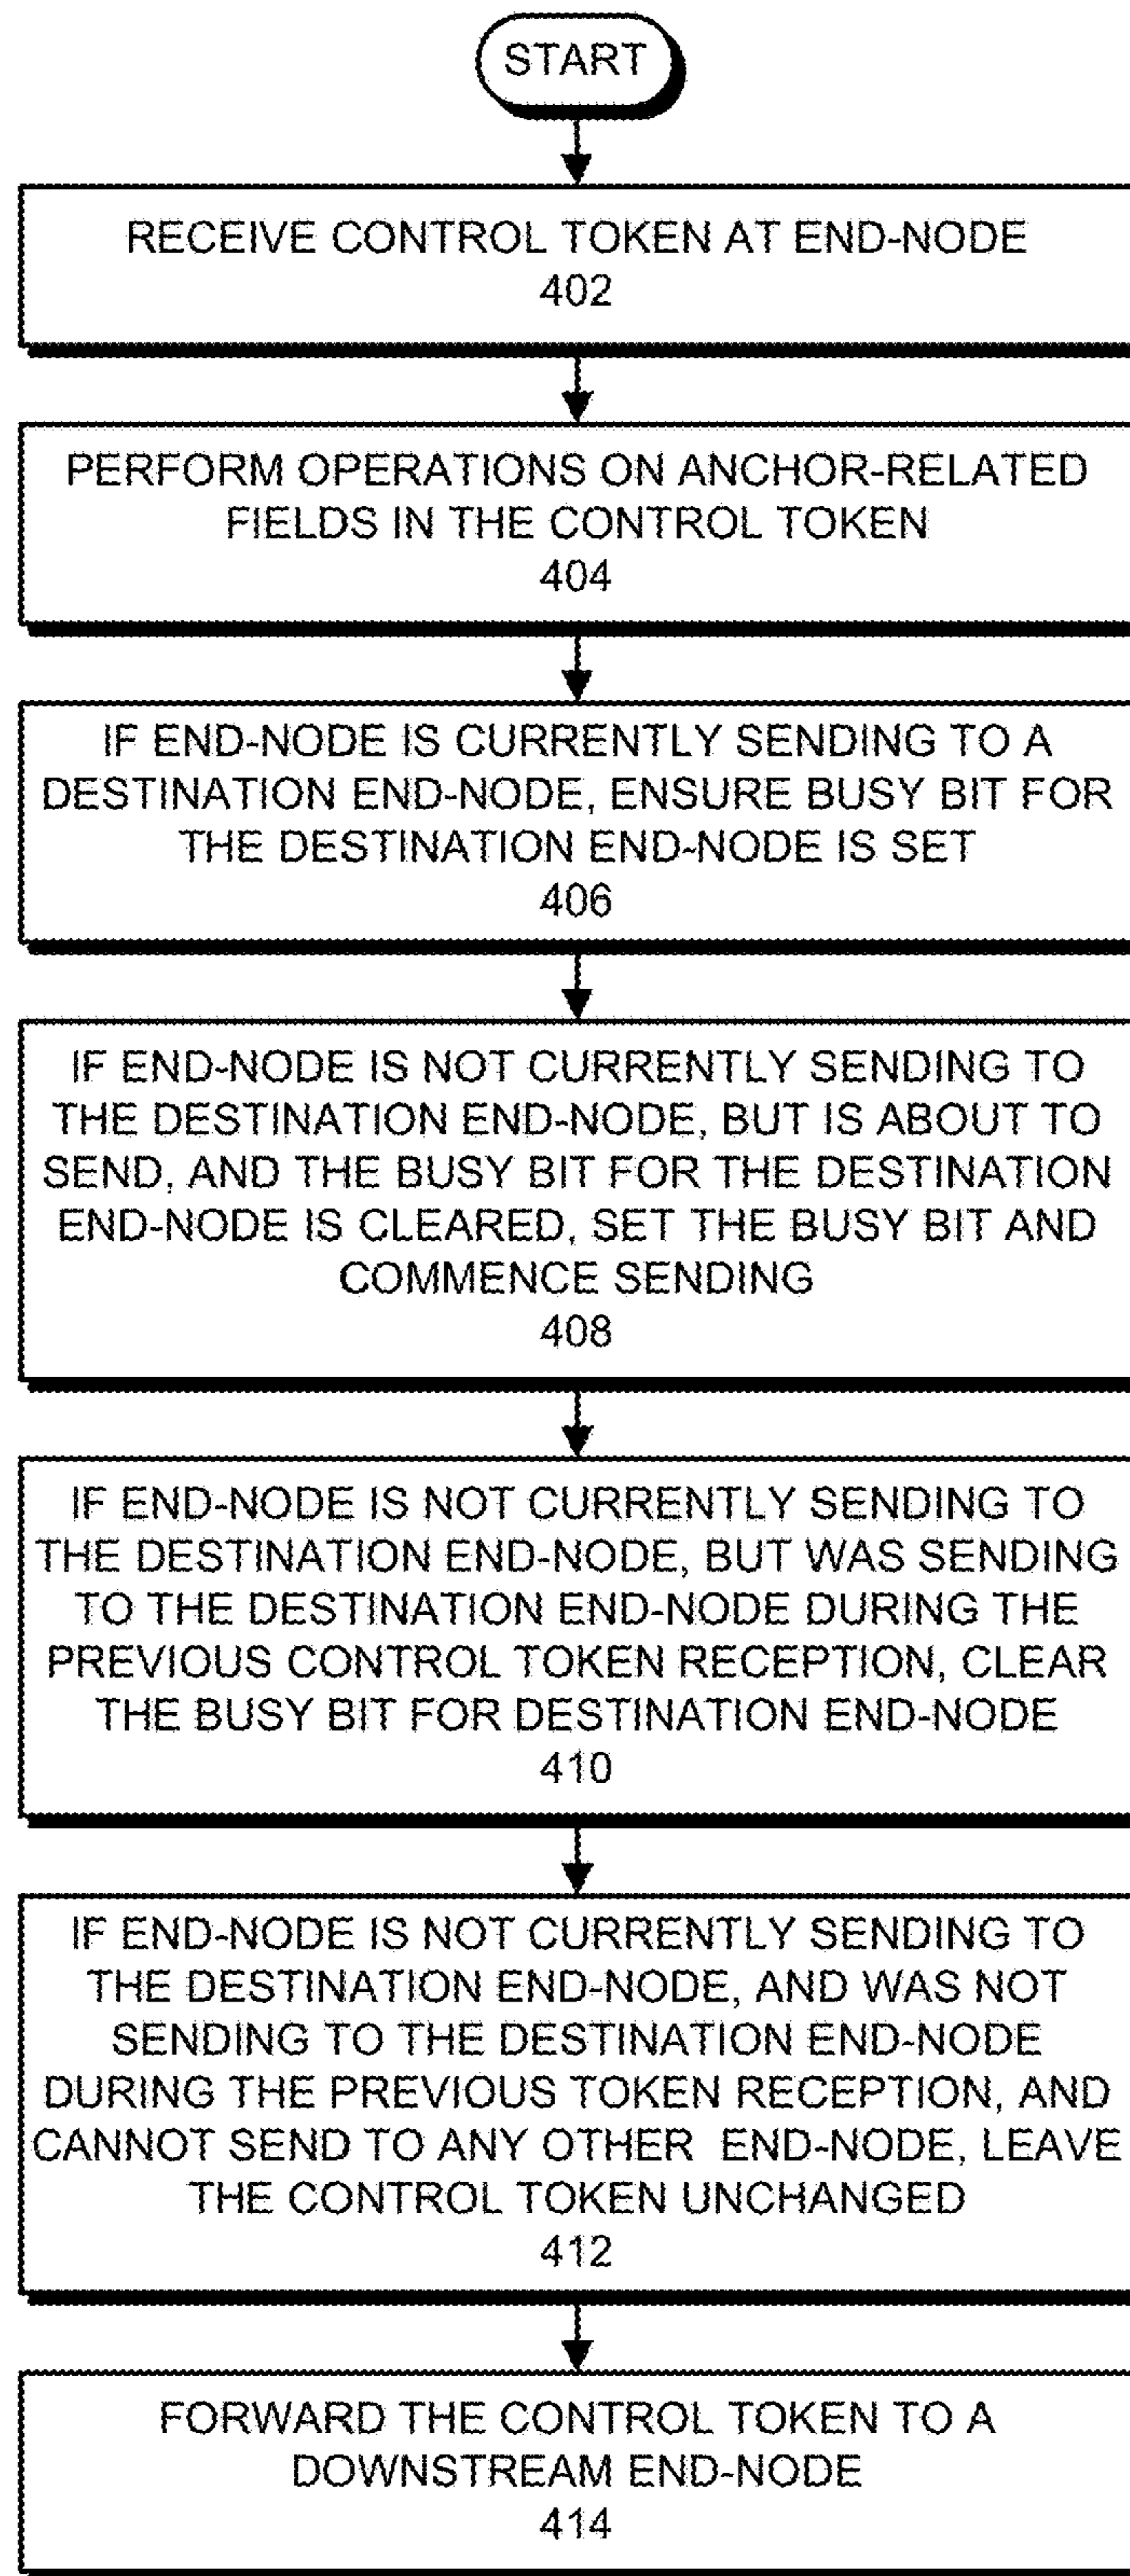 START
RECEIVE CONTROL TOKEN AT END-NODE
402
PERFORM OPERATIONS ON ANCHOR-RELATED
FIELDS IN THE CONTROL TOKEN
404
IF END-NODE IS CURRENTLY SENDING TO A
DESTINATION END-NODE, ENSURE BUSY BIT FOR
THE DESTINATION END-NODE IS SET
406
IF END-NODE IS NOT CURRENTLY SENDING TO
THE DESTINATION END-NODE, BUT IS ABOUT TO
SEND, AND THE BUSY BIT FOR THE DESTINATION
END-NODE IS CLEARED, SET THE BUSY BIT AND
COMMENCE SENDING
408
IF END-NODE IS NOT CURRENTLY SENDING TO
THE DESTINATION END-NODE, BUT WAS SENDING
TO THE DESTINATION END-NODE DURING THE
PREVIOUS CONTROL TOKEN RECEPTION, CLEAR
THE BUSY BIT FOR DESTINATION END-NODE
410
IF END-NODE IS NOT CURRENTLY SENDING TO
THE DESTINATION END-NODE, AND WAS NOT
SENDING TO THE DESTINATION END-NODE
DURING THE PREVIOUS TOKEN RECEPTION, AND
CANNOT SEND TO ANY OTHER END-NODE, LEAVE
THE CONTROL TOKEN UNCHANGED
412
FORWARD THE CONTROL TOKEN TO A
DOWNSTREAM END-NODE
414